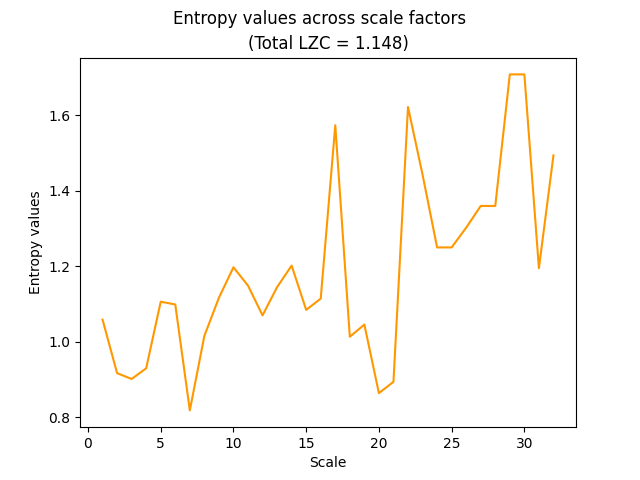 Entropy values across scale factors
(Total LZC = 1.148)
1.6
1.4
1.2
1.0
0.8
Entropy values
0 5 10 15 20 25 30
Scale